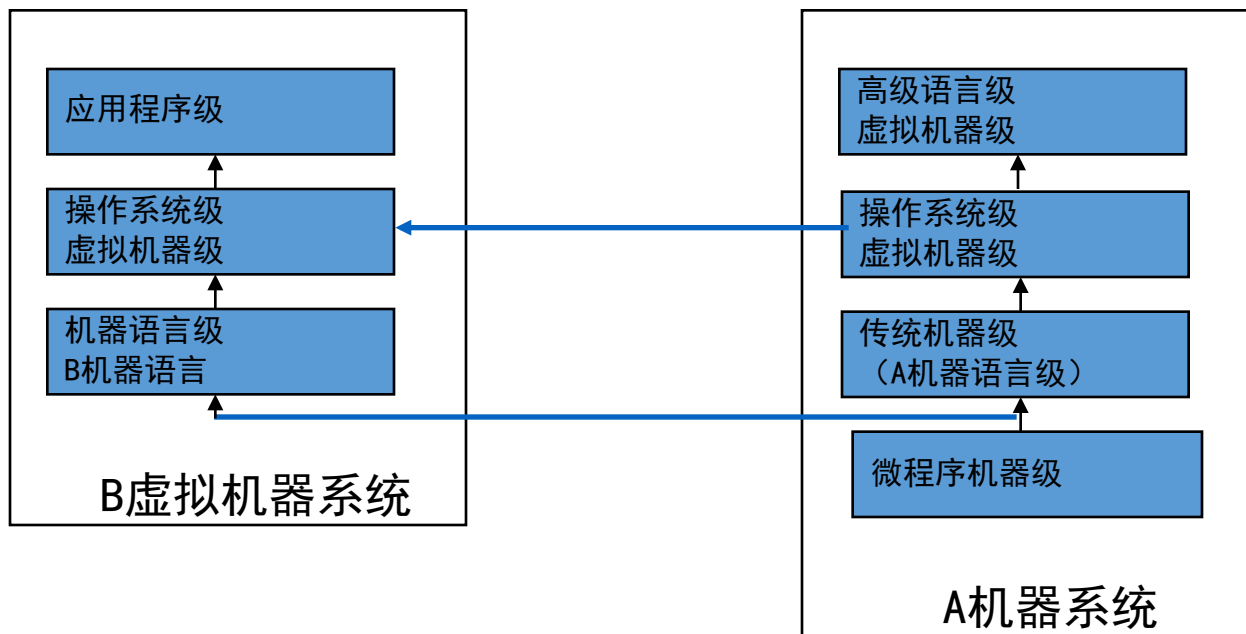 应用程序级
操作系统级
虚拟机器级
机器语言级
B机器语言
B虚拟机器系统
高级语言级
虚拟机器级
操作系统级
虚拟机器级
传统机器级
（A机器语言级）
微程序机器级
A机器系统